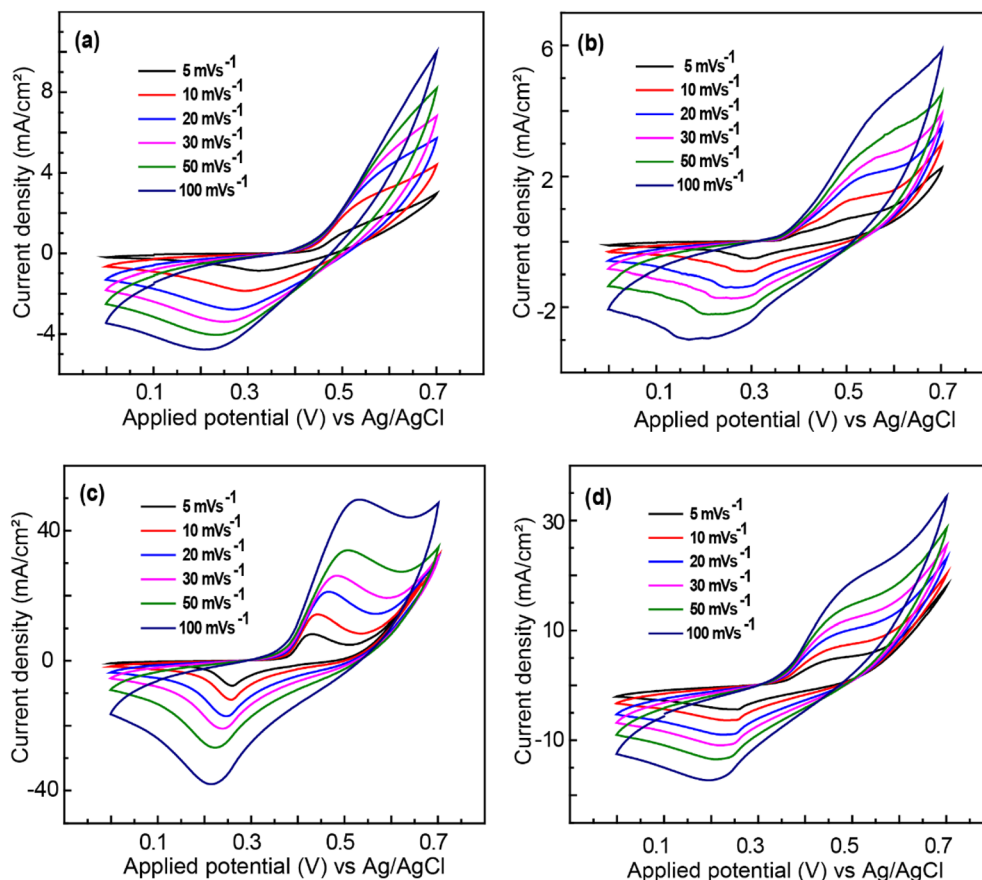 (a)
5 mVs⁻¹
10 mVs⁻¹
20 mVs⁻¹
30 mVs⁻¹
50 mVs⁻¹
100 mVs⁻¹
8
4
0
-4
0.1 0.3 0.5 0.7
Current density (mA/cm²)
Applied potential (V) vs Ag/AgCl
(b)
5 mVs⁻¹
10 mVs⁻¹
20 mVs⁻¹
30 mVs⁻¹
50 mVs⁻¹
100 mVs⁻¹
6
2
-2
0.1 0.3 0.5 0.7
Current density (mA/cm²)
Applied potential (V) vs Ag/AgCl
(c)
5 mVs⁻¹
10 mVs⁻¹
20 mVs⁻¹
30 mVs⁻¹
50 mVs⁻¹
100 mVs⁻¹
40
0
-40
0.1 0.3 0.5 0.7
Current density (mA/cm²)
Applied potential (V) vs Ag/AgCl
(d)
5 mVs⁻¹
10 mVs⁻¹
20 mVs⁻¹
30 mVs⁻¹
50 mVs⁻¹
100 mVs⁻¹
30
10
-10
0.1 0.3 0.5 0.7
Current density (mA/cm²)
Applied potential (V) vs Ag/AgCl